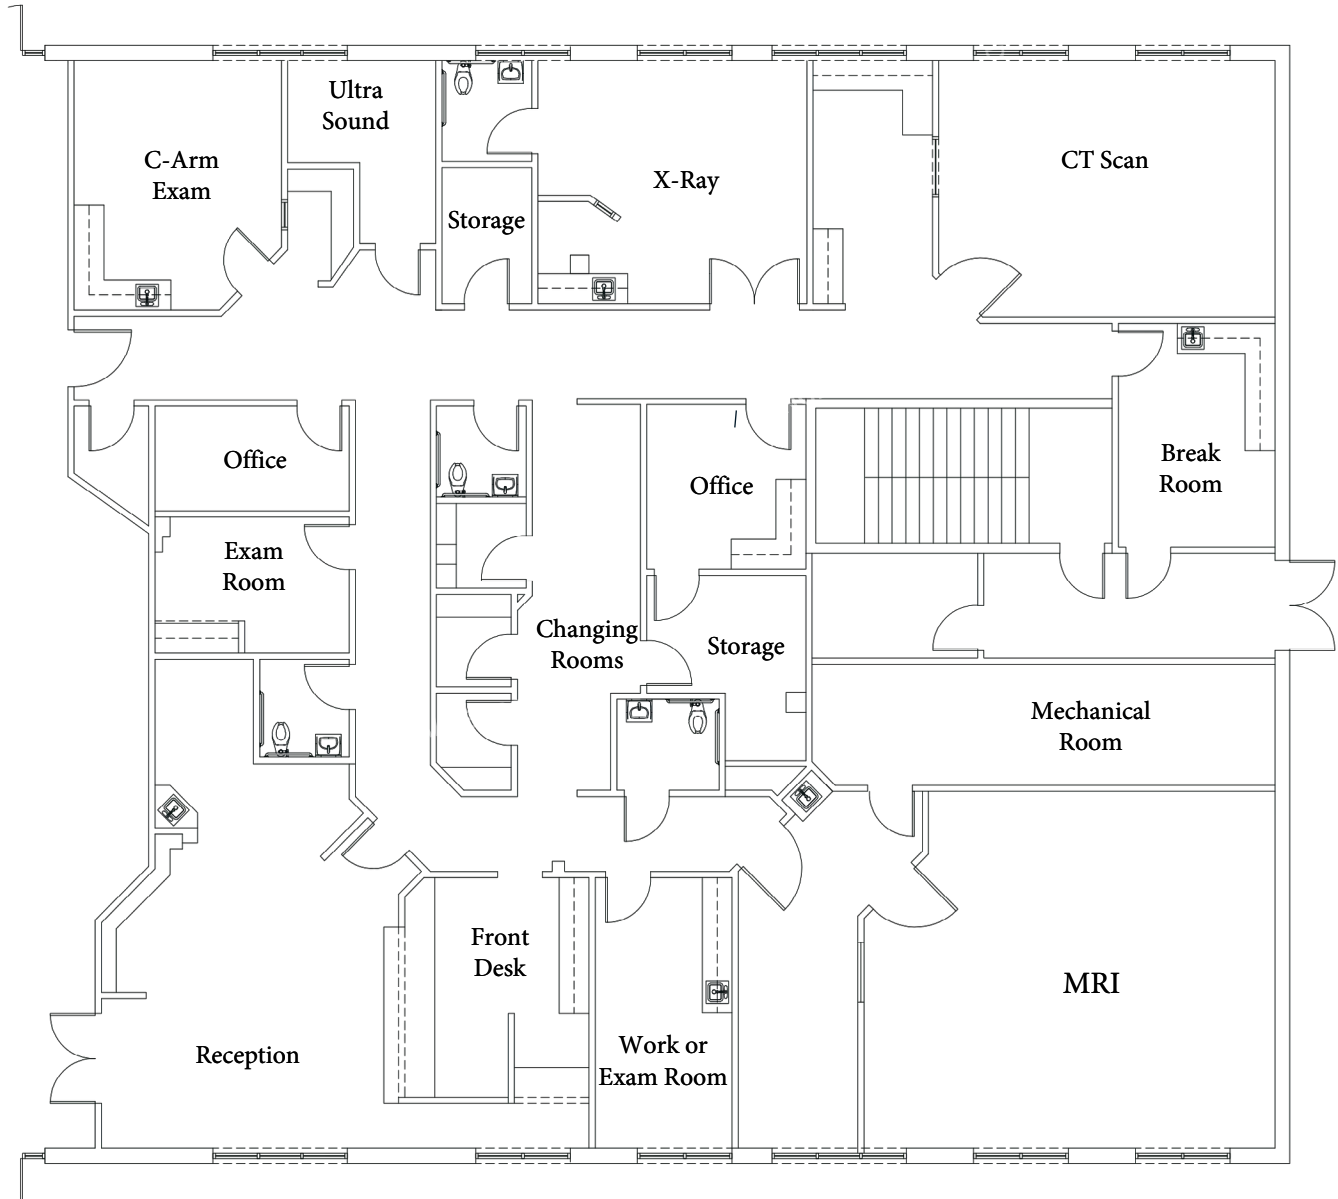 Ultra
Sound
C-Arm
Exam
X-Ray
CT Scan
Storage
Office
Office
Break
Room
Exam
Room
Changing
Rooms
Storage
Mechanical
Room
Front
Desk
MRI
Reception
Work or
Exam Room